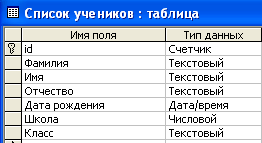 Список учеников : таблица
Имя поля Тип данных
id Счетчик
Фамилия Текстовый
Имя Текстовый
Отчество Текстовый
Дата рождения Дата/время
Школа Числовой
Класс Текстовый